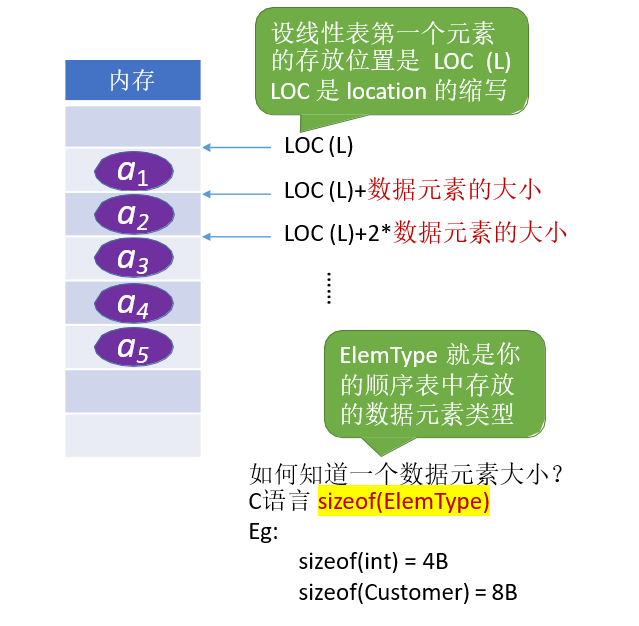 设线性表第一个元素
的存放位置是 LOC (L)
LOC 是 location 的缩写
内存
LOC (L)
a1
LOC (L)+数据元素的大小
a2
LOC (L)+2*数据元素的大小
a3
......
a4
a5
ElemType 就是你
的顺序表中存放
的数据元素类型
如何知道一个数据元素大小?
C语言 sizeof(ElemType)
Eg:
sizeof(int) = 4B
sizeof(Customer) = 8B